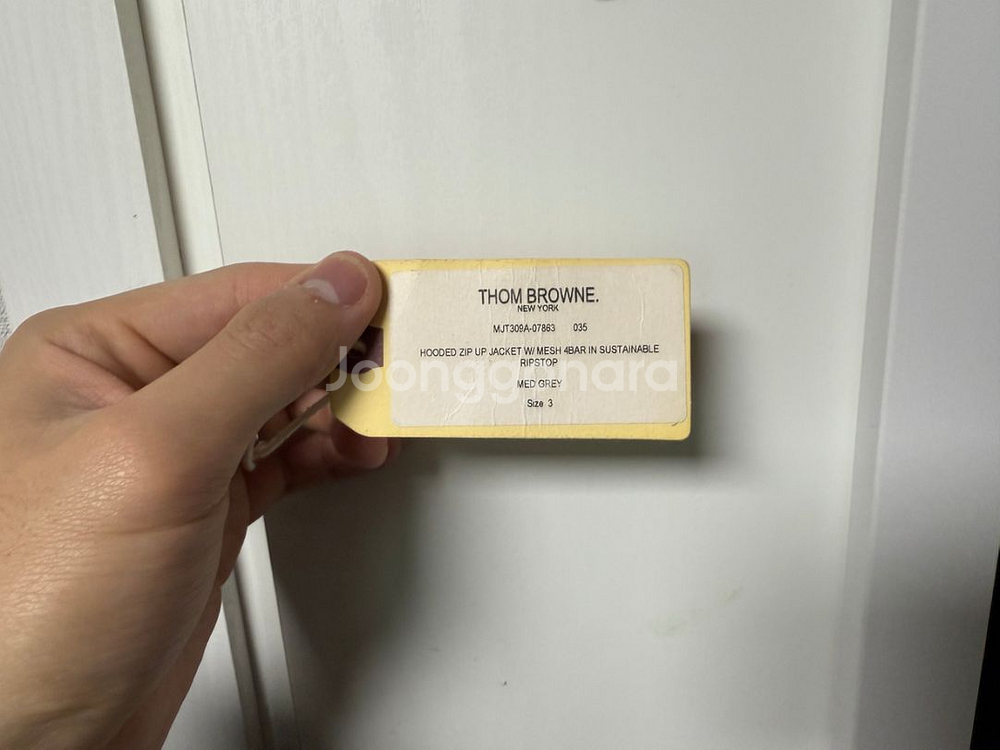 THOM BROWNE.
NEW YORK
MJT309A-07863 035
HOODED ZIP UP JACKET W/ MESH 4BAR IN SUSTAINABLE
RIPSTOP
Joonggonara
MED GREY
Size 3